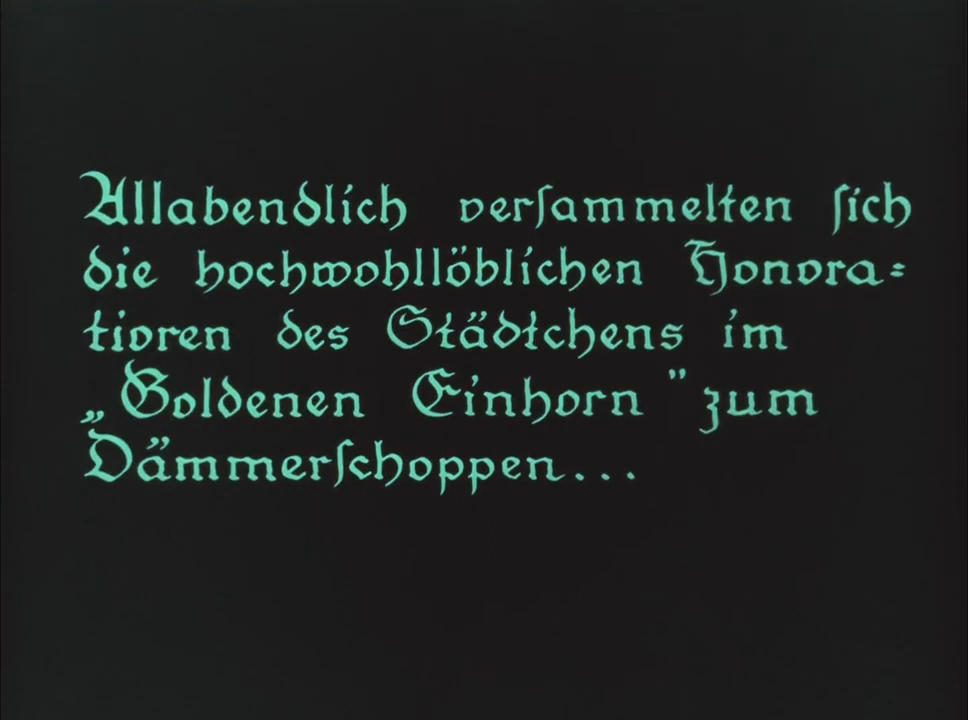 Allabendlich verſammelten ſich
die hochwohllöblichen Honora⸗
tioren des Städtchens im
„Goldenen Einhorn" zum
Dämmerſchoppen...